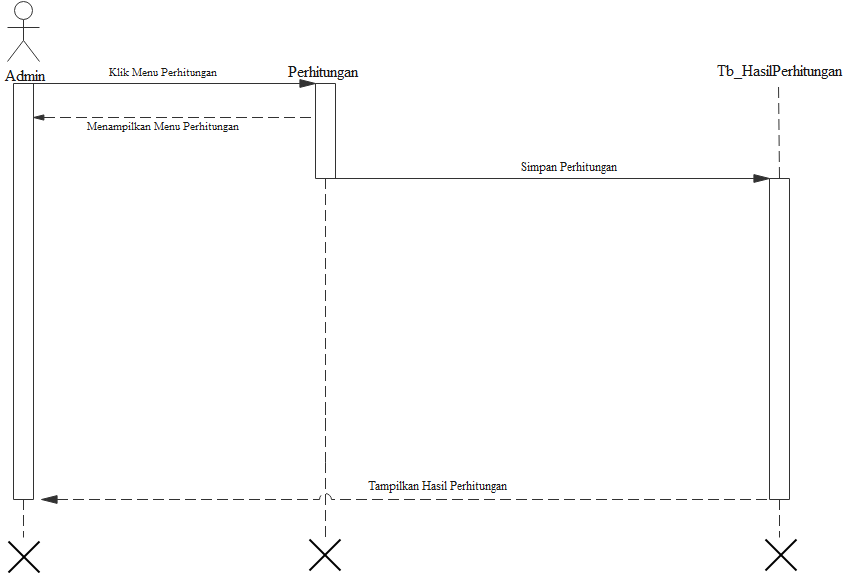 Admin
Klik Menu Perhitungan
Perhitungan
Tb_HasilPerhitungan
Menampilkan Menu Perhitungan
Simpan Perhitungan
Tampilkan Hasil Perhitungan